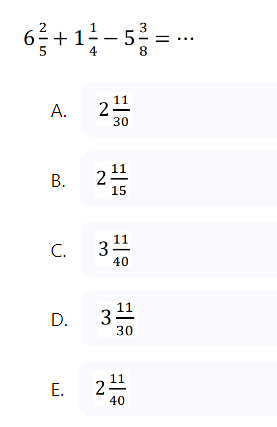 6 2/5 + 1 1/4 − 5 3/8 = ⋯
A. 2 11/30
B. 2 11/15
C. 3 11/40
D. 3 11/30
E. 2 11/40